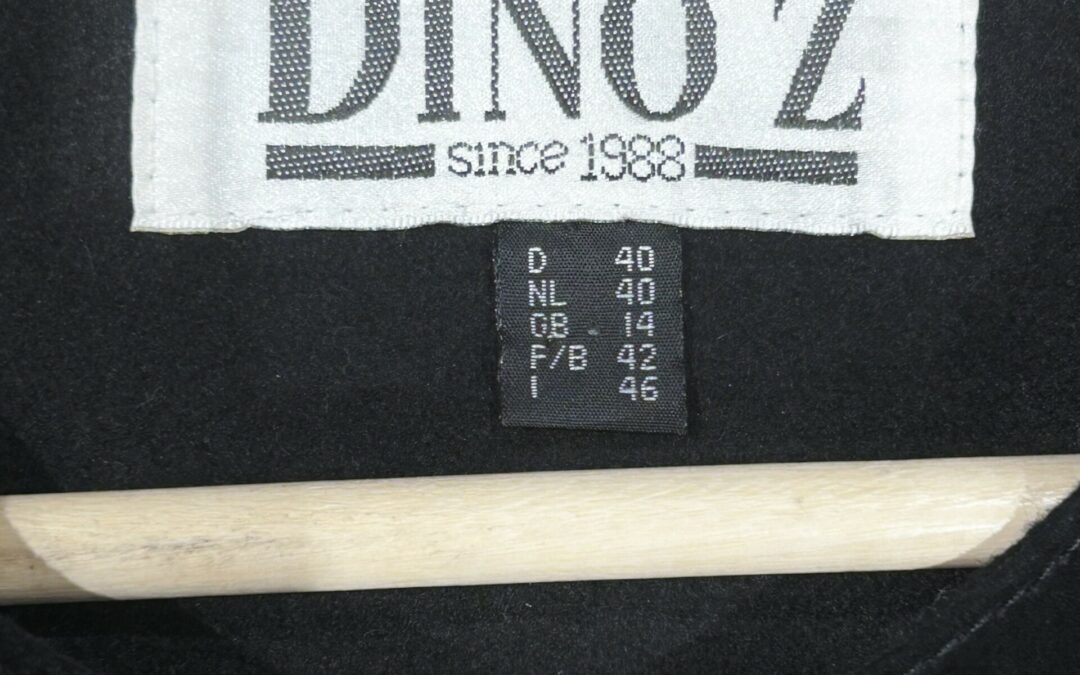 DINO'Z
since 1988
D 40
NL 40
GB 14
F/B 42
I 46